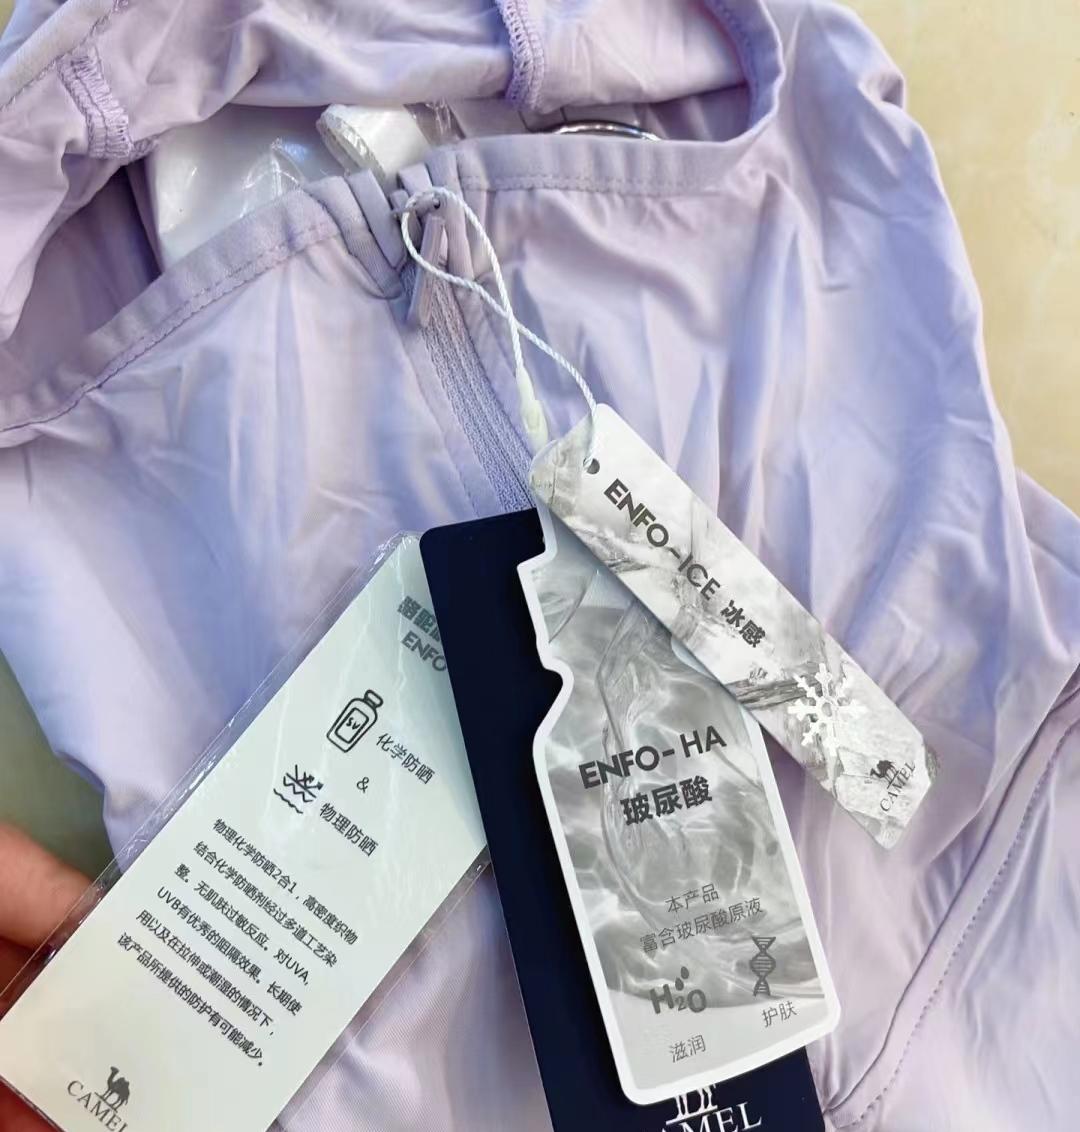 ENFO-ICE 冰感
CAMEL
ENFO
SV
化学防晒
&
物理防晒
物理化学防晒2合1，高密度织物
结合化学防晒剂经过多道工艺染
整。无肌肤过敏反应。对UVA，
UVB有优秀的阻隔效果。长期使
用以及在拉伸或潮湿的情况下，
该产品所提供的防护有可能减少。
CAMEL
ENFO-HA
玻尿酸
本产品
富含玻尿酸原液
H2O
滋润
护肤
AMEL